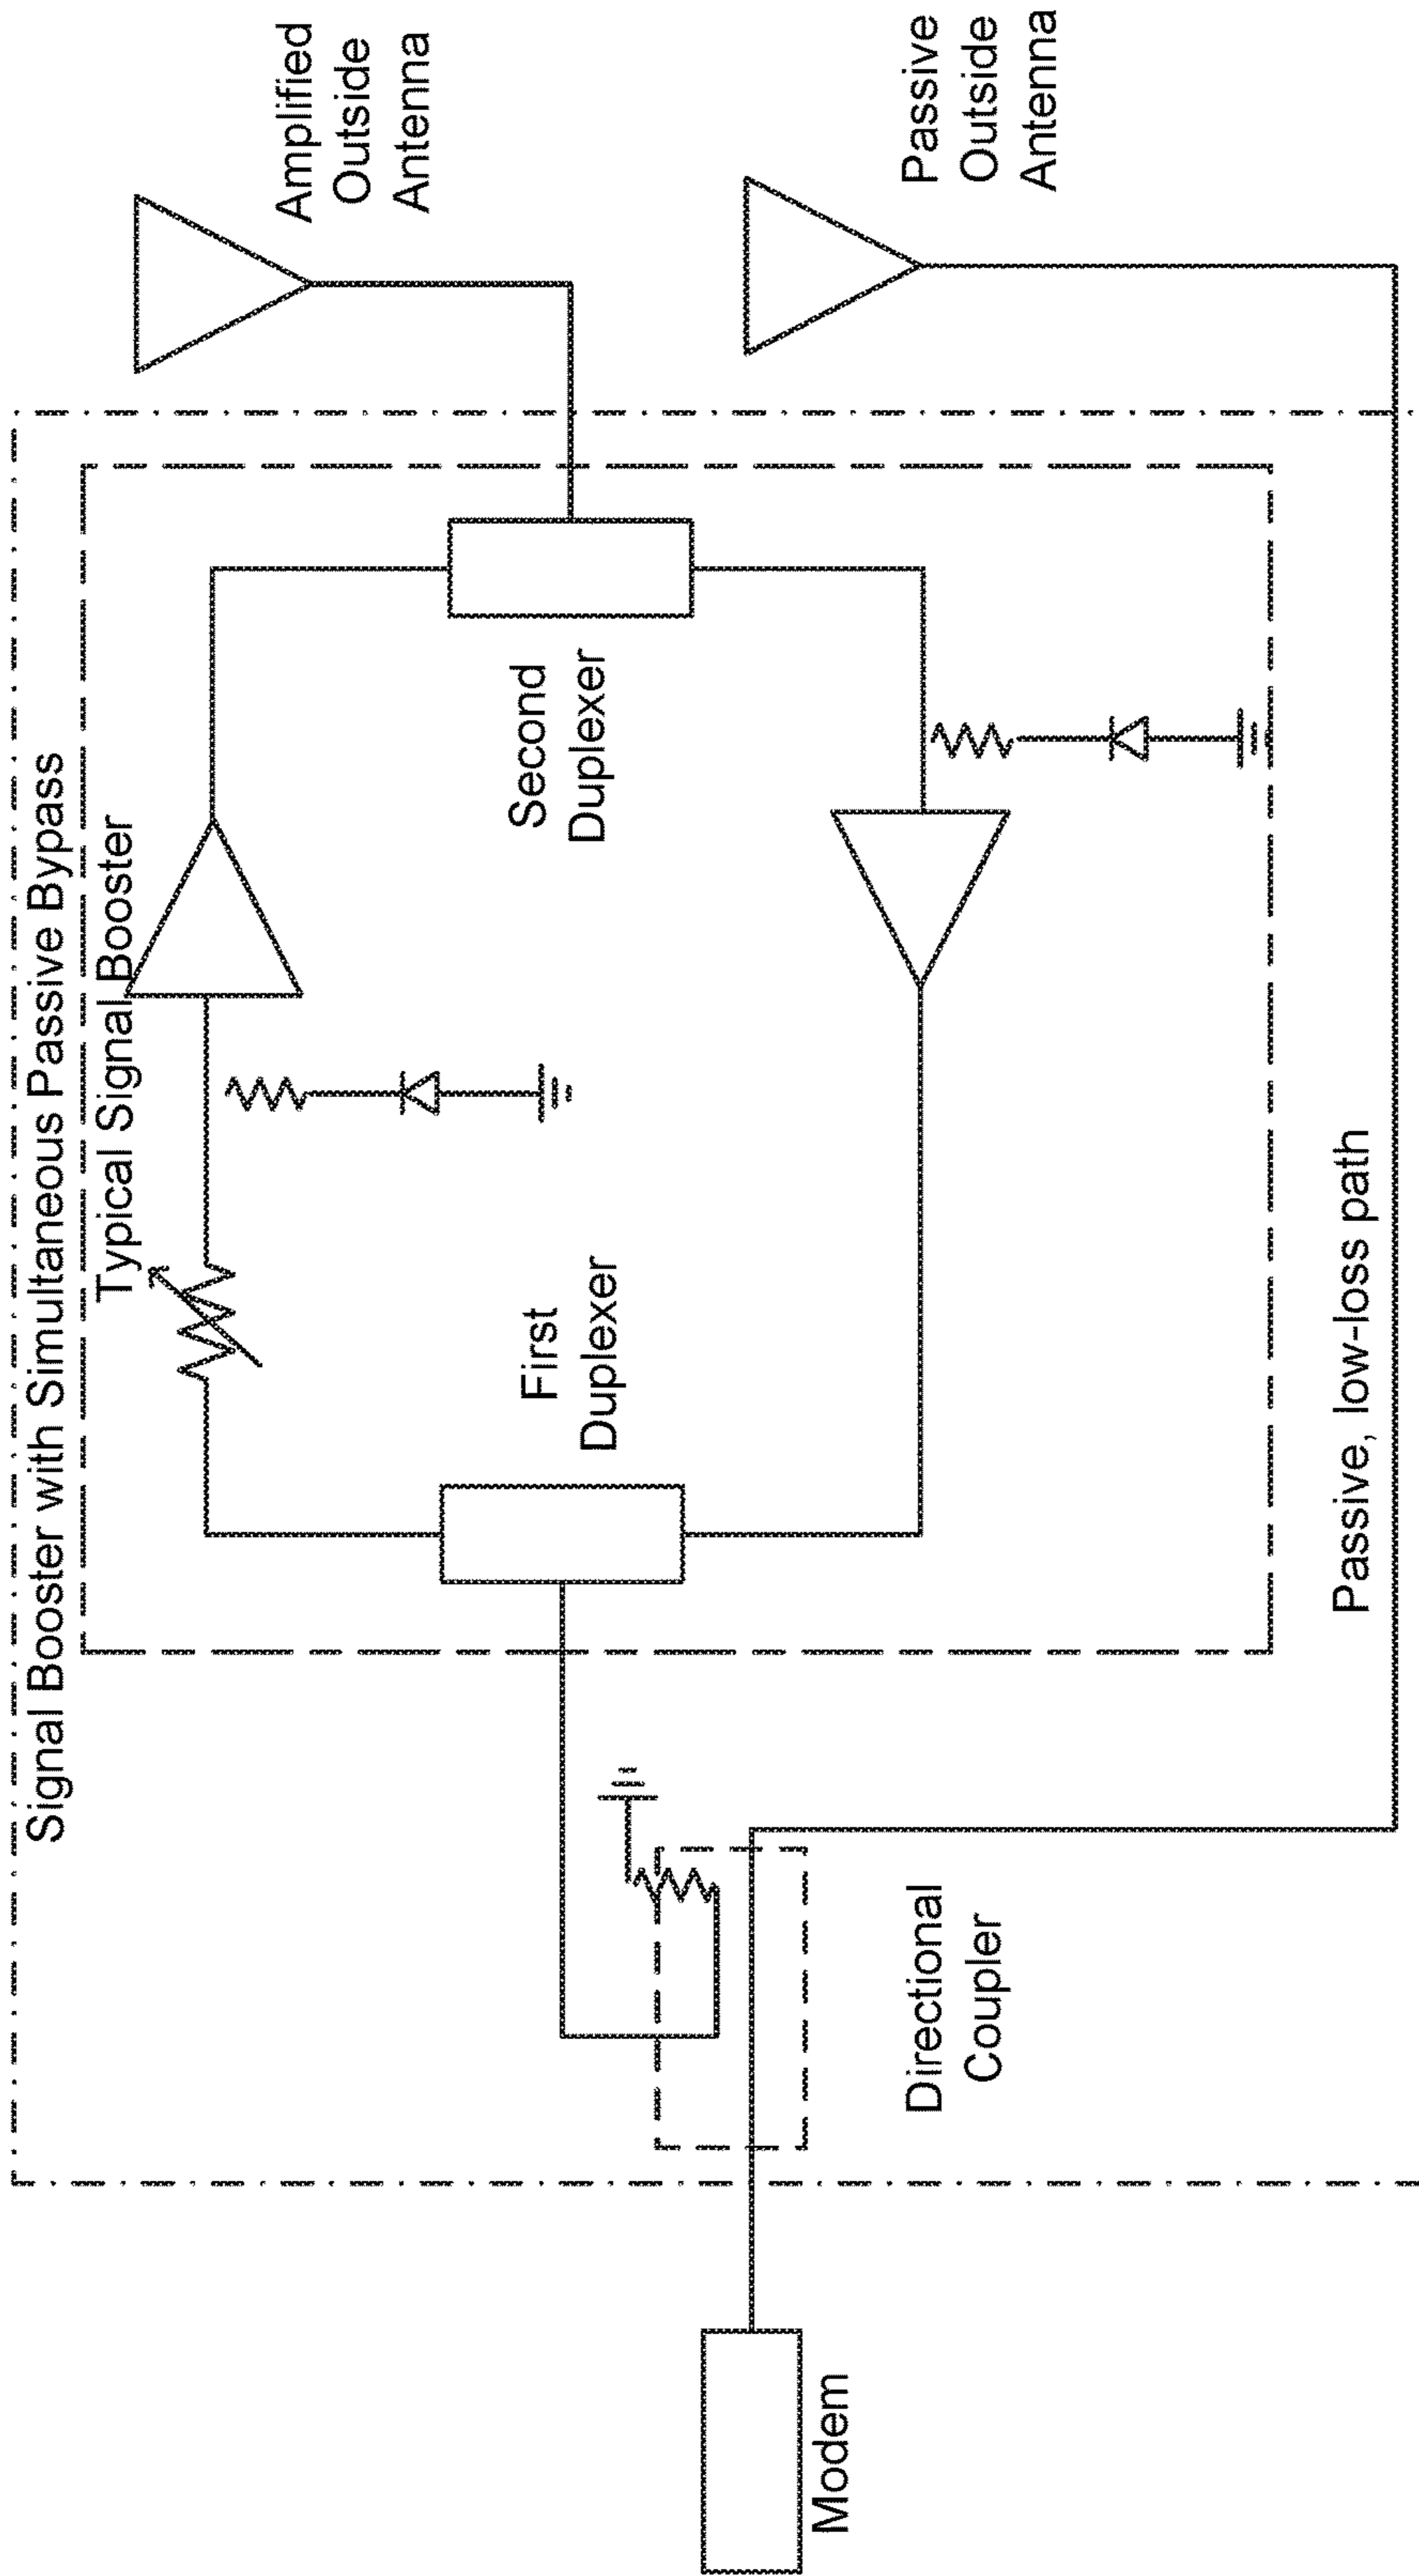 Signal Booster with Simultaneous Passive Bypass
Typical Signal Booster
Amplified
Outside
Antenna
First
Duplexer
Second
Duplexer
Modem
Directional
Coupler
Passive
Outside
Antenna
Passive, low-loss path